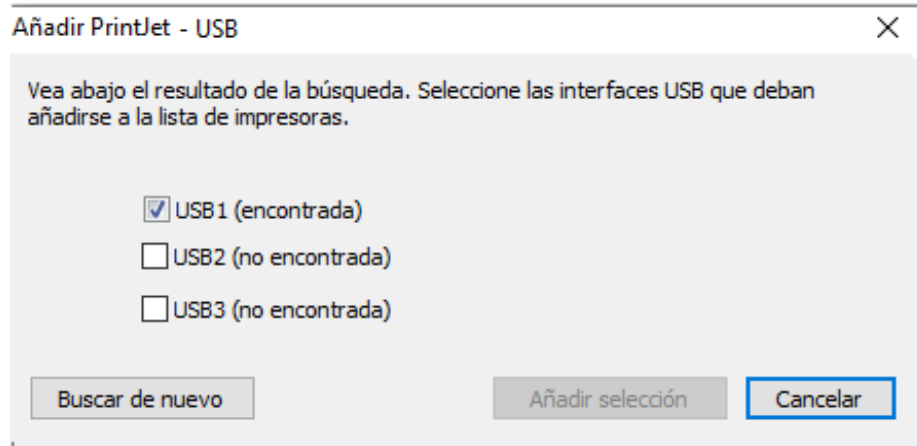 Añadir PrintJet - USB
Vea abajo el resultado de la búsqueda. Seleccione las interfaces USB que deban
añadirse a la lista de impresoras.
USB1 (encontrada)
USB2 (no encontrada)
USB3 (no encontrada)
Buscar de nuevo Añadir selección Cancelar